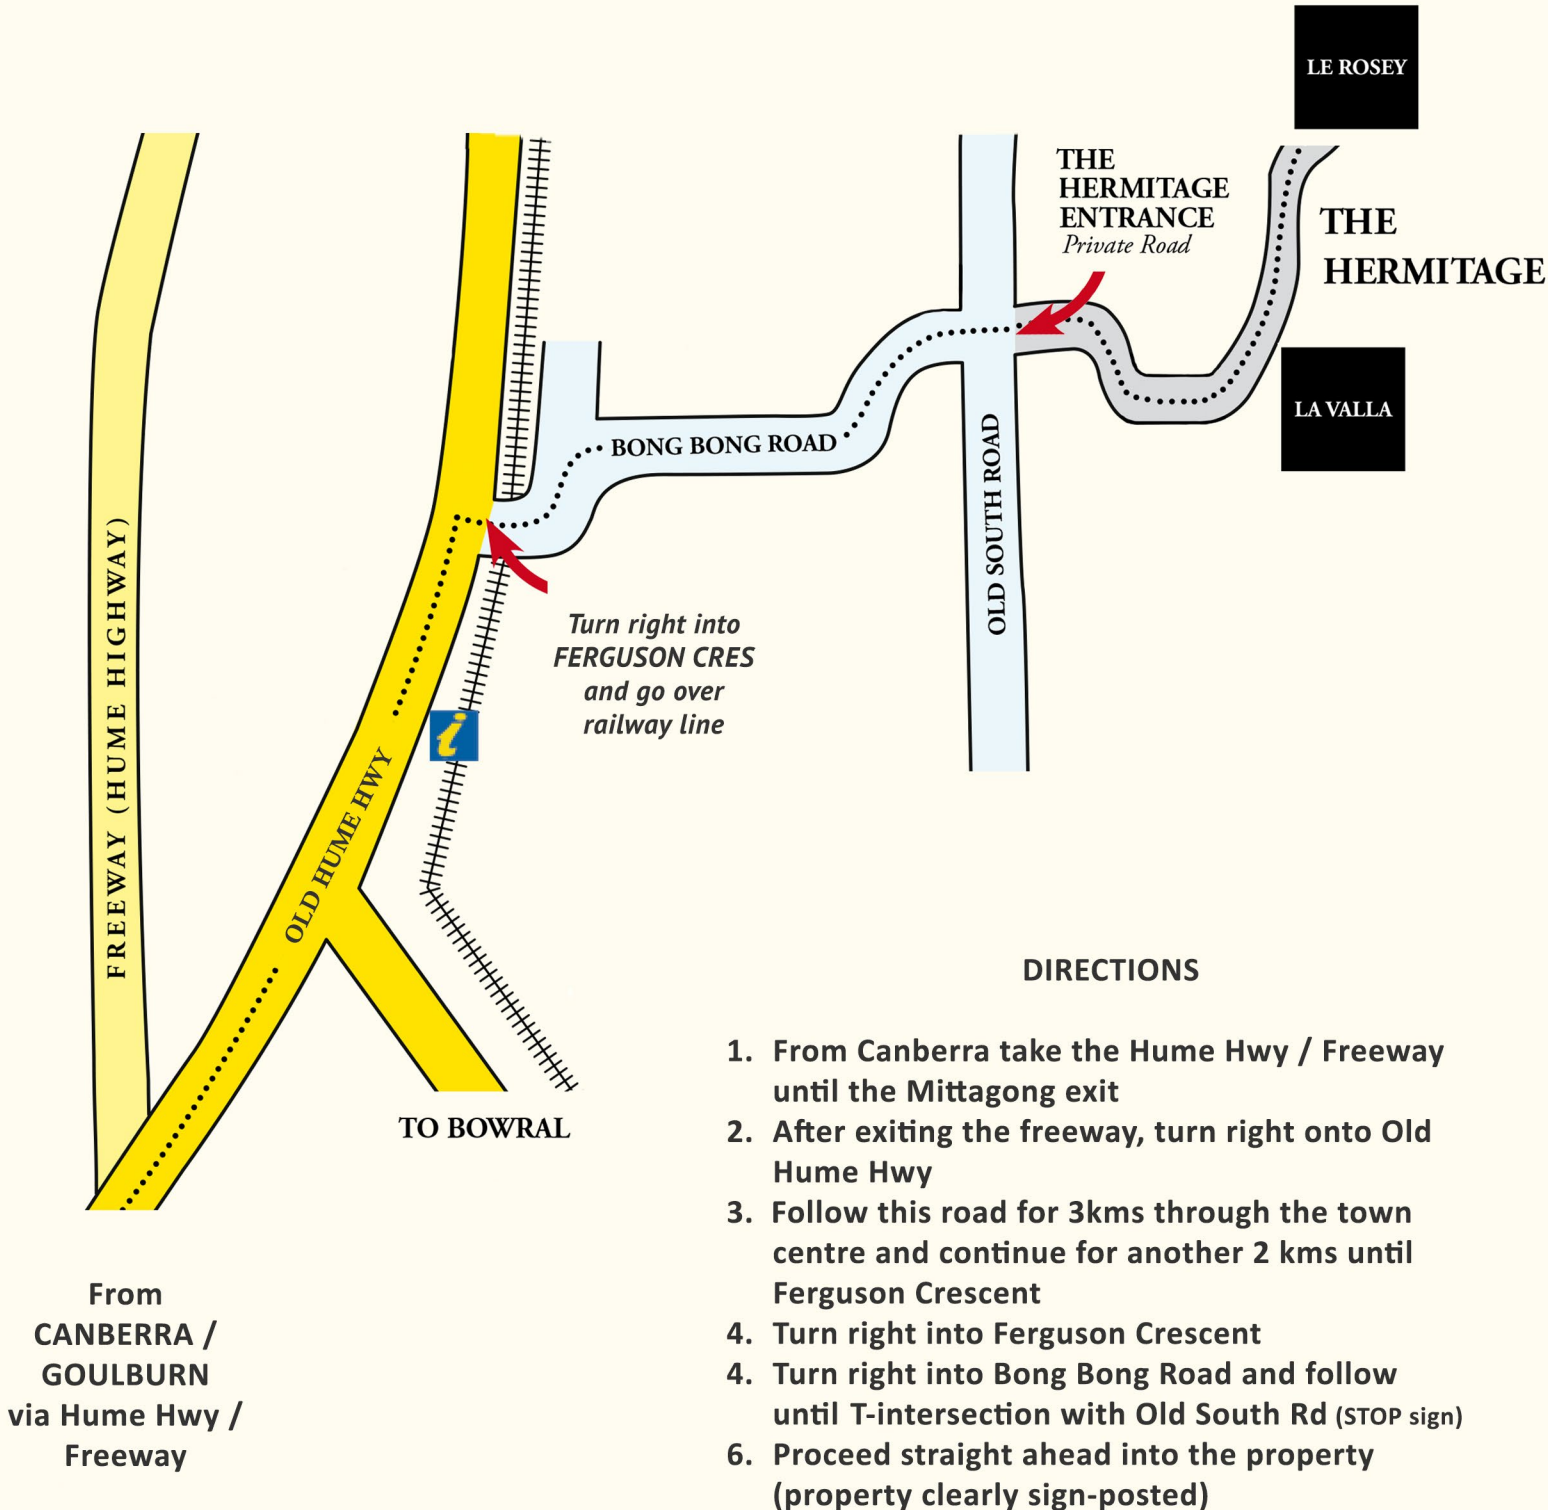 LE ROSEY
THE
HERMITAGE
ENTRANCE
Private Road
THE
HERMITAGE
LA VALLA
BONG BONG ROAD
OLD SOUTH ROAD
FREEWAY (HUME HIGHWAY)
Turn right into
FERGUSON CRES
and go over
railway line
i
OLD HUME HWY
TO BOWRAL
From
CANBERRA /
GOULBURN
via Hume Hwy /
Freeway
DIRECTIONS
1. From Canberra take the Hume Hwy / Freeway
until the Mittagong exit
2. After exiting the freeway, turn right onto Old
Hume Hwy
3. Follow this road for 3kms through the town
centre and continue for another 2 kms until
Ferguson Crescent
4. Turn right into Ferguson Crescent
4. Turn right into Bong Bong Road and follow
until T-intersection with Old South Rd (STOP sign)
6. Proceed straight ahead into the property
(property clearly sign-posted)